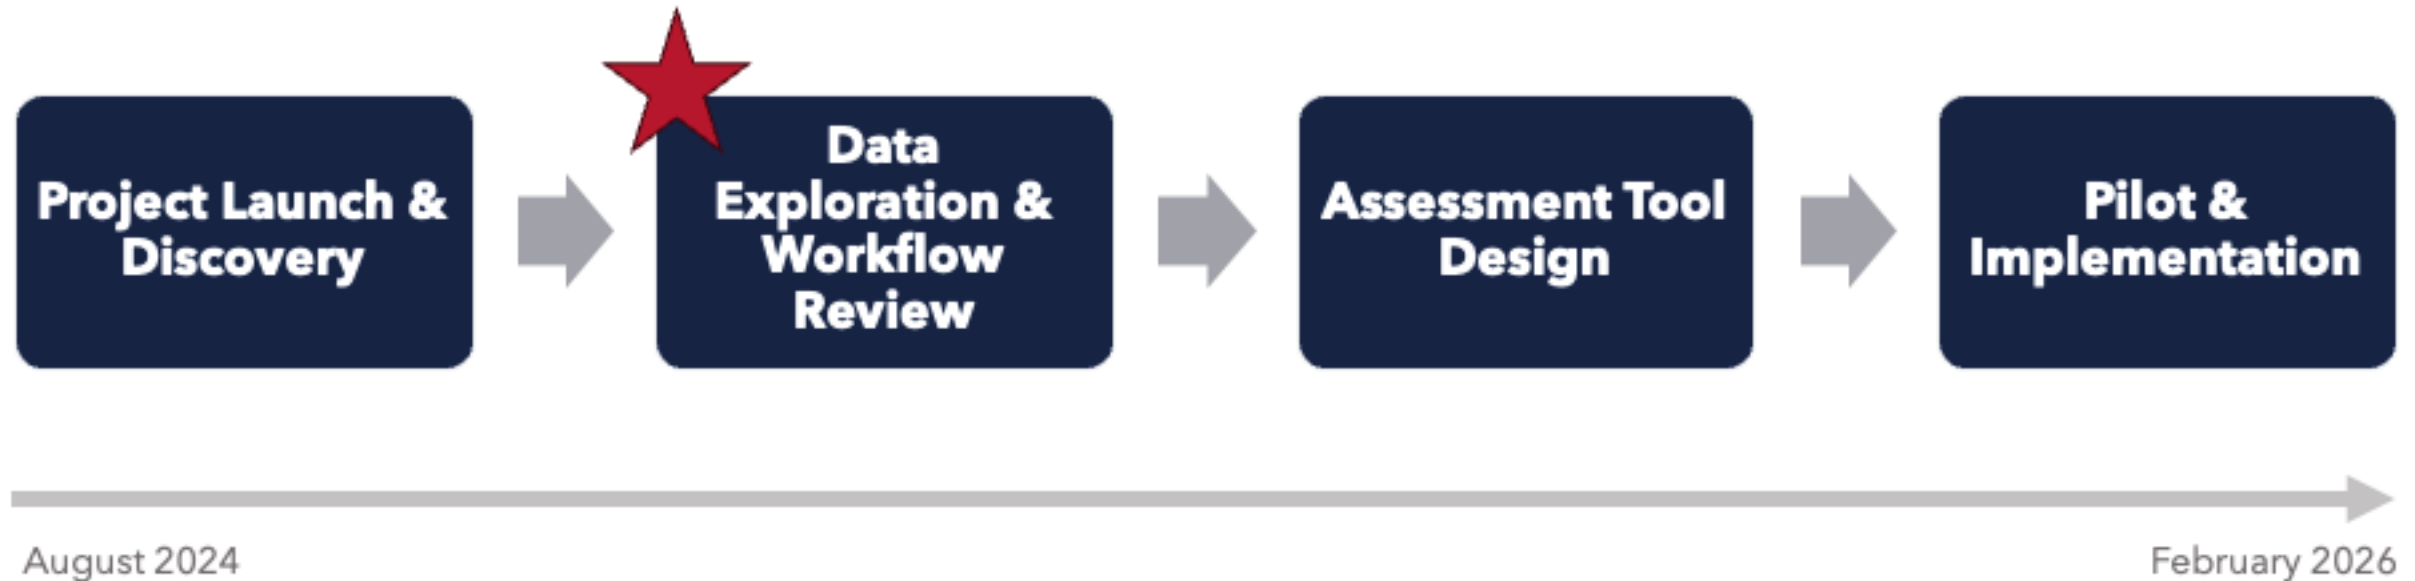 Project Launch &
Discovery
Data
Exploration &
Workflow
Review
Assessment Tool
Design
Pilot &
Implementation
August 2024
February 2026